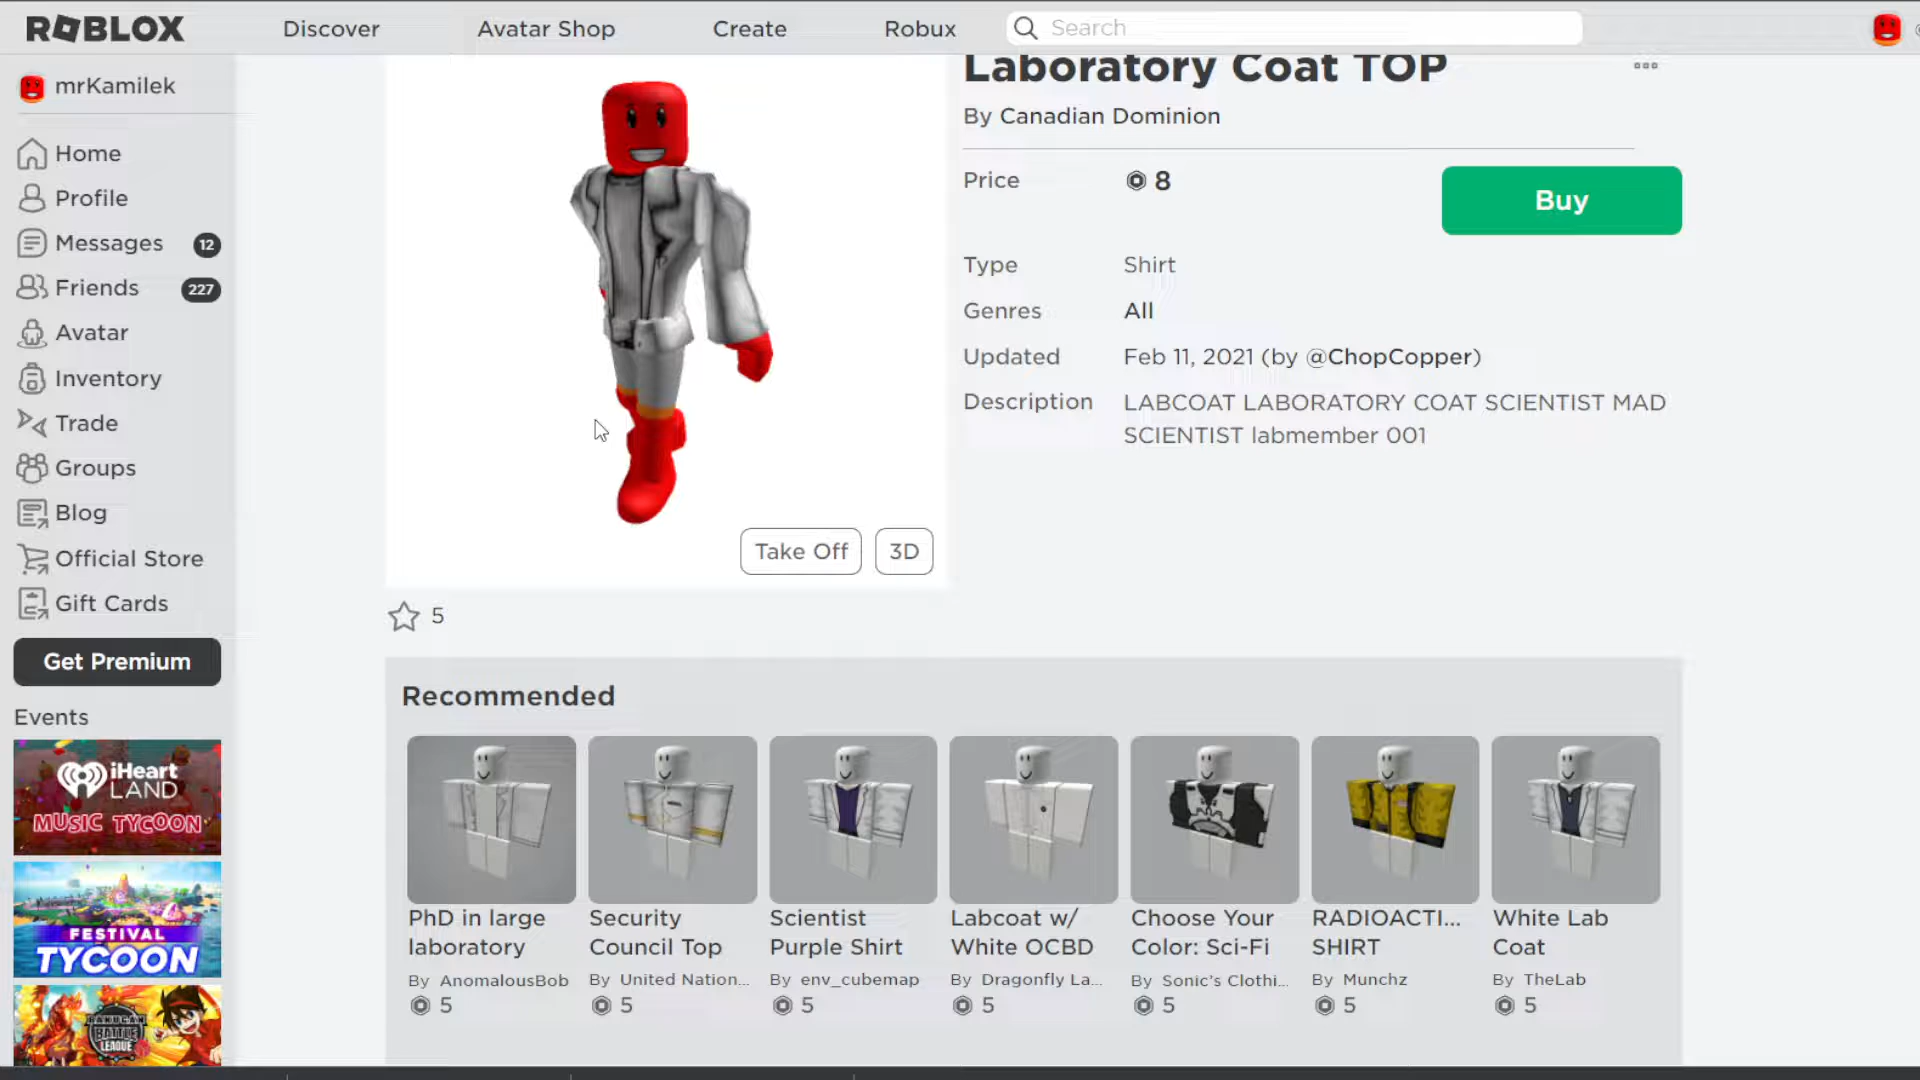 ROBLOX
Discover
Avatar Shop
Create
Robux
Search
mrKamilek
Home
Profile
Messages 12
Friends 227
Avatar
Inventory
Trade
Groups
Blog
Official Store
Gift Cards
Get Premium
Events
iHeart
LAND
MUSIC TYCOON
FESTIVAL
TYCOON
BAKUGAN
BATTLE
LEAGUE
Laboratory Coat TOP
By Canadian Dominion
Price 8
Buy
Type Shirt
Genres All
Updated Feb 11, 2021 (by @ChopCopper)
Description LABCOAT LABORATORY COAT SCIENTIST MAD
SCIENTIST labmember 001
Take Off
3D
5
Recommended
PhD in large
laboratory
By AnomalousBob
5
Security
Council Top
By United Nation...
5
Scientist
Purple Shirt
By env_cubemap
5
Labcoat w/
White OCBD
By Dragonfly La...
5
Choose Your
Color: Sci-Fi
By Sonic's Clothi...
5
RADIOACTI...
SHIRT
By Munchz
5
White Lab
Coat
By TheLab
5